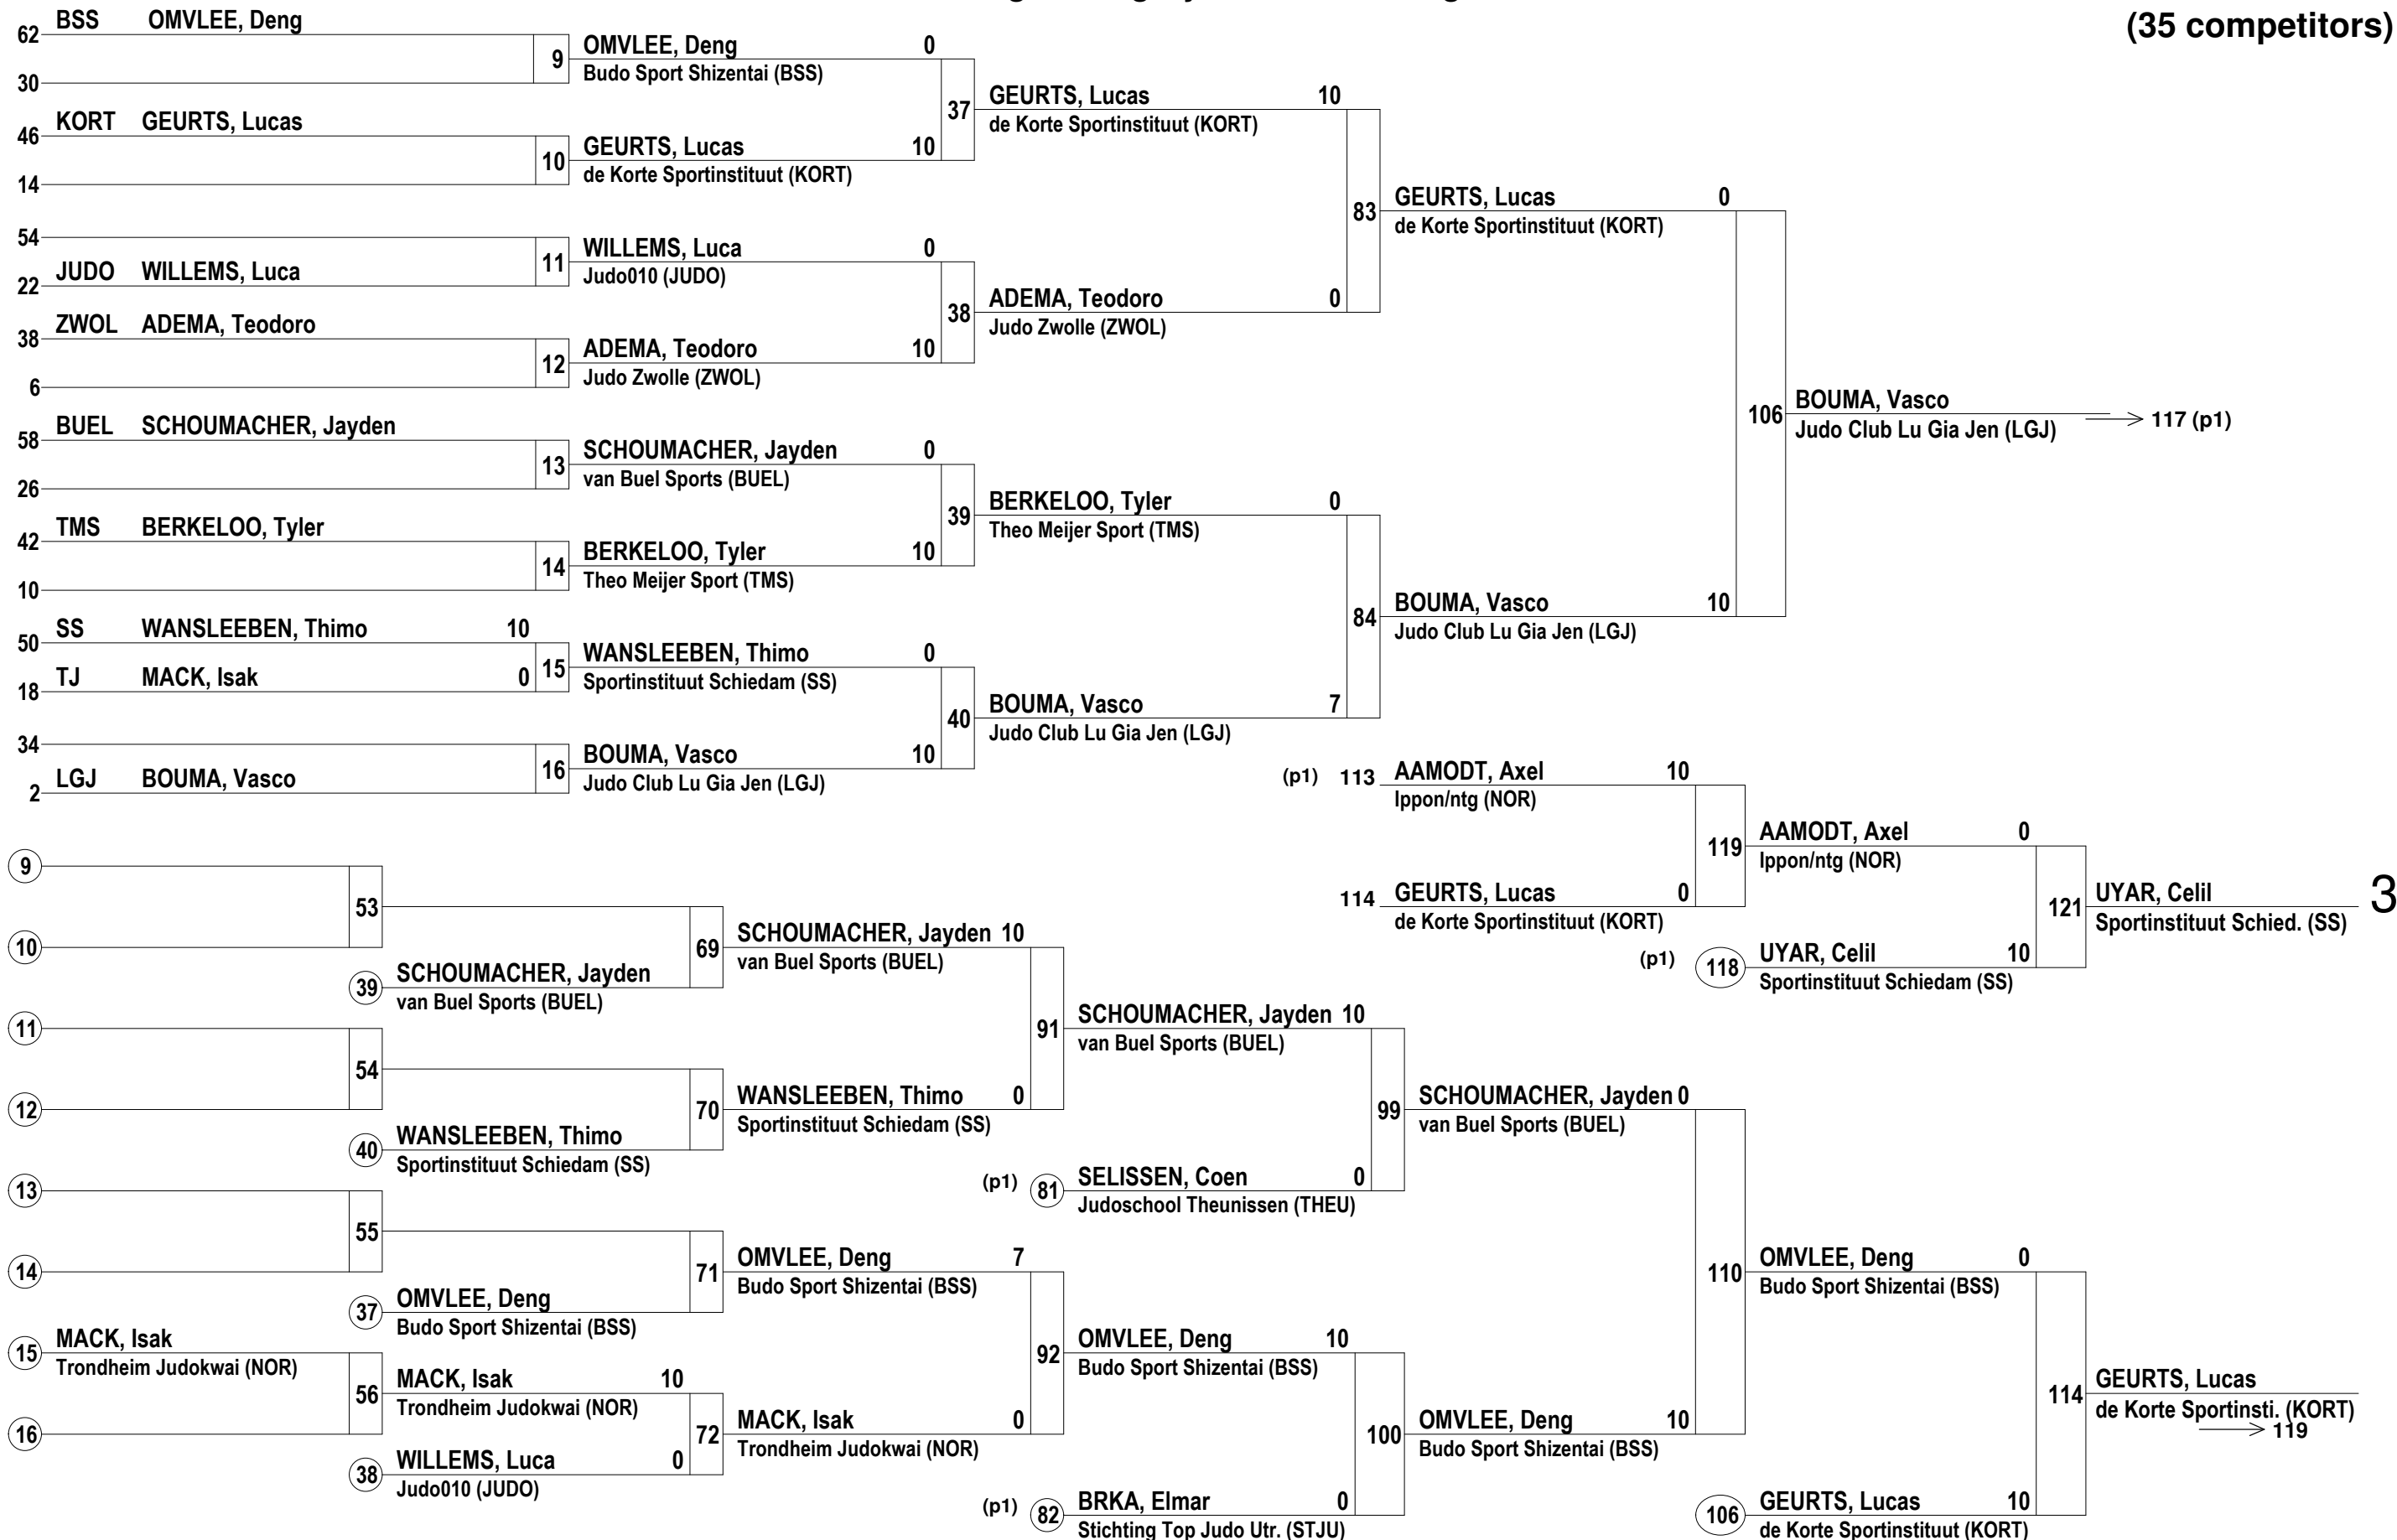 (35 competitors)
62 BSS OMVLEE, Deng
30
9 OMVLEE, Deng 0
Budo Sport Shizentai (BSS)
46 KORT GEURTS, Lucas
14
10 GEURTS, Lucas 10
de Korte Sportinstituut (KORT)
37 GEURTS, Lucas 10
de Korte Sportinstituut (KORT)
54
22 JUDO WILLEMS, Luca
11 WILLEMS, Luca 0
Judo010 (JUDO)
38 ZWOL ADEMA, Teodoro
6
12 ADEMA, Teodoro 10
Judo Zwolle (ZWOL)
38 ADEMA, Teodoro 0
Judo Zwolle (ZWOL)
83 GEURTS, Lucas 0
de Korte Sportinstituut (KORT)
58 BUEL SCHOUMACHER, Jayden
26
13 SCHOUMACHER, Jayden 0
van Buel Sports (BUEL)
42 TMS BERKELOO, Tyler
10
14 BERKELOO, Tyler 10
Theo Meijer Sport (TMS)
39 BERKELOO, Tyler 0
Theo Meijer Sport (TMS)
50 SS WANSLEEBEN, Thimo 10
18 TJ MACK, Isak 0
15 WANSLEEBEN, Thimo 0
Sportinstituut Schiedam (SS)
34
2 LGJ BOUMA, Vasco
16 BOUMA, Vasco 10
Judo Club Lu Gia Jen (LGJ)
40 BOUMA, Vasco 7
Judo Club Lu Gia Jen (LGJ)
84 BOUMA, Vasco 10
Judo Club Lu Gia Jen (LGJ)
106 BOUMA, Vasco
Judo Club Lu Gia Jen (LGJ)
117 (p1)
(p1) 113 AAMODT, Axel 10
Ippon/ntg (NOR)
114 GEURTS, Lucas 0
de Korte Sportinstituut (KORT)
119 AAMODT, Axel 0
Ippon/ntg (NOR)
(p1) 118 UYAR, Celil 10
Sportinstituut Schiedam (SS)
121 UYAR, Celil
Sportinstituut Schied. (SS)
3
9
10
53
39 SCHOUMACHER, Jayden
van Buel Sports (BUEL)
69 SCHOUMACHER, Jayden 10
van Buel Sports (BUEL)
11
12
54
40 WANSLEEBEN, Thimo
Sportinstituut Schiedam (SS)
70 WANSLEEBEN, Thimo 0
Sportinstituut Schiedam (SS)
91 SCHOUMACHER, Jayden 10
van Buel Sports (BUEL)
(p1) 81 SELISSEN, Coen 0
Judoschool Theunissen (THEU)
99 SCHOUMACHER, Jayden 0
van Buel Sports (BUEL)
13
14
55
37 OMVLEE, Deng
Budo Sport Shizentai (BSS)
71 OMVLEE, Deng 7
Budo Sport Shizentai (BSS)
15 MACK, Isak
Trondheim Judokwai (NOR)
16
56 MACK, Isak 10
Trondheim Judokwai (NOR)
38 WILLEMS, Luca 0
Judo010 (JUDO)
72 MACK, Isak 0
Trondheim Judokwai (NOR)
92 OMVLEE, Deng 10
Budo Sport Shizentai (BSS)
(p1) 82 BRKA, Elmar 0
Stichting Top Judo Utr. (STJU)
100 OMVLEE, Deng 10
Budo Sport Shizentai (BSS)
110 OMVLEE, Deng 0
Budo Sport Shizentai (BSS)
106 GEURTS, Lucas 10
de Korte Sportinstituut (KORT)
114 GEURTS, Lucas
de Korte Sportinsti. (KORT)
119